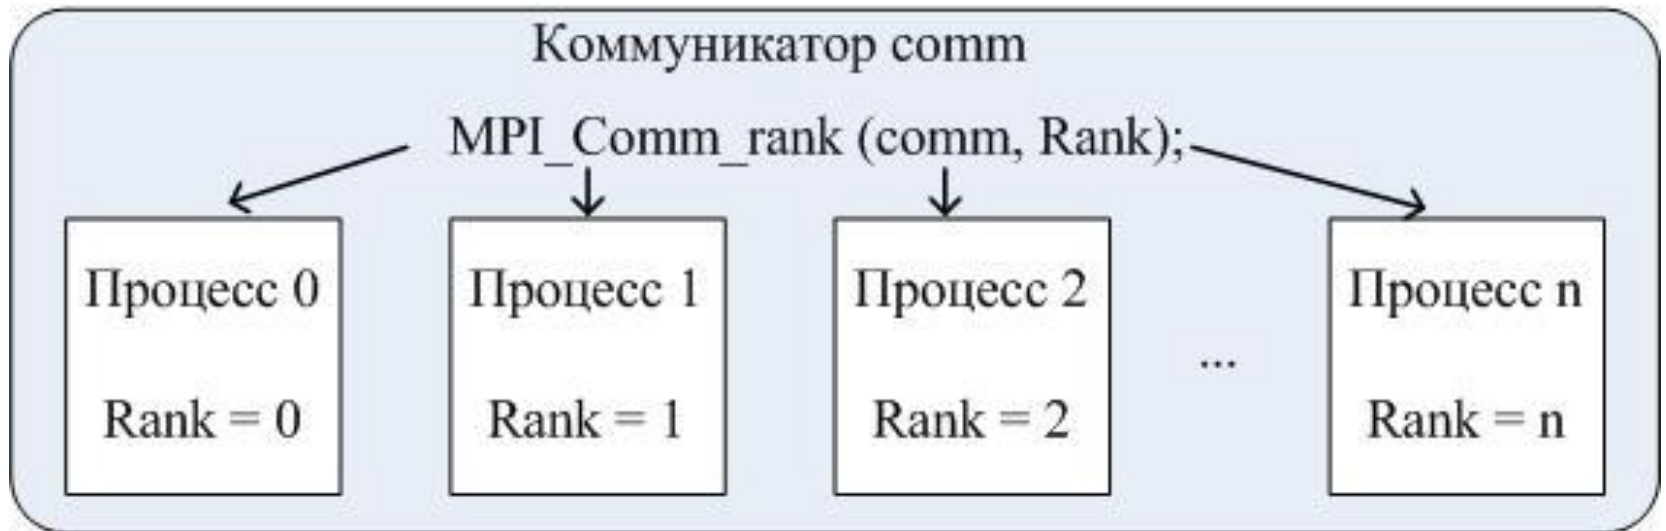 Коммуникатор comm
MPI_Comm_rank (comm, Rank);
Процесс 0
Rank = 0
Процесс 1
Rank = 1
Процесс 2
Rank = 2
...
Процесс n
Rank = n